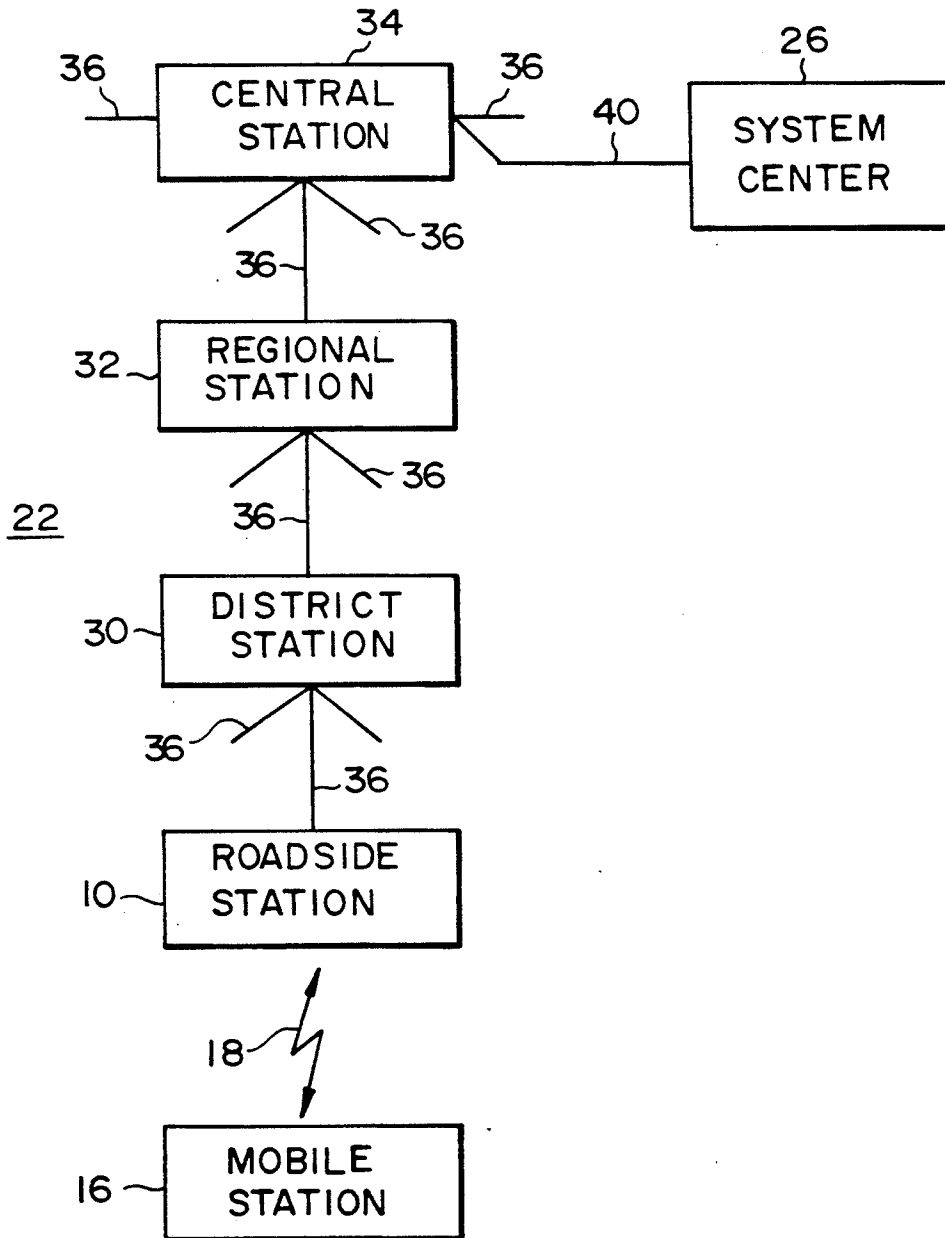 34
26
36
CENTRAL
STATION
36
40
SYSTEM
CENTER
36
36
32
REGIONAL
STATION
36
36
22
30
DISTRICT
STATION
36
36
10
ROADSIDE
STATION
18
16
MOBILE
STATION